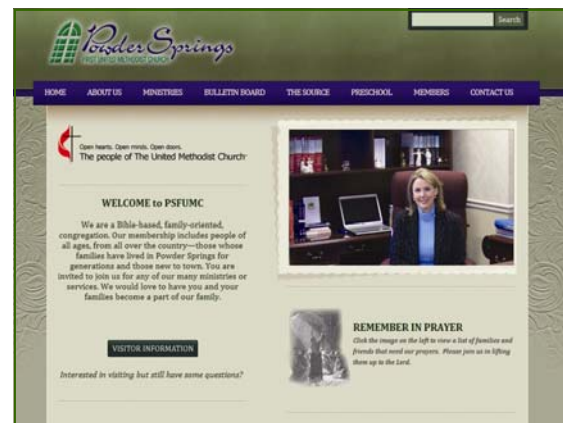 Search
Powder Springs
FIRST UNITED METHODIST CHURCH
HOME ABOUT US MINISTRIES BULLETIN BOARD THE SOURCE PRESCHOOL MEMBERS CONTACT US
Open hearts. Open minds. Open doors.
The people of The United Methodist Church
WELCOME to PSFUMC
We are a Bible-based, family-oriented,
congregation. Our membership includes people of
all ages, from all over the country—those whose
families have lived in Powder Springs for
generations and those new to town. You are
invited to join us for any of our many ministries or
services. We would love to have you and your
families become a part of our family.
VISITOR INFORMATION
Interested in visiting but still have some questions?
REMEMBER IN PRAYER
Click the image on the left to view a list of families and
friends that need our prayers. Please join us in lifting
them up to the Lord.